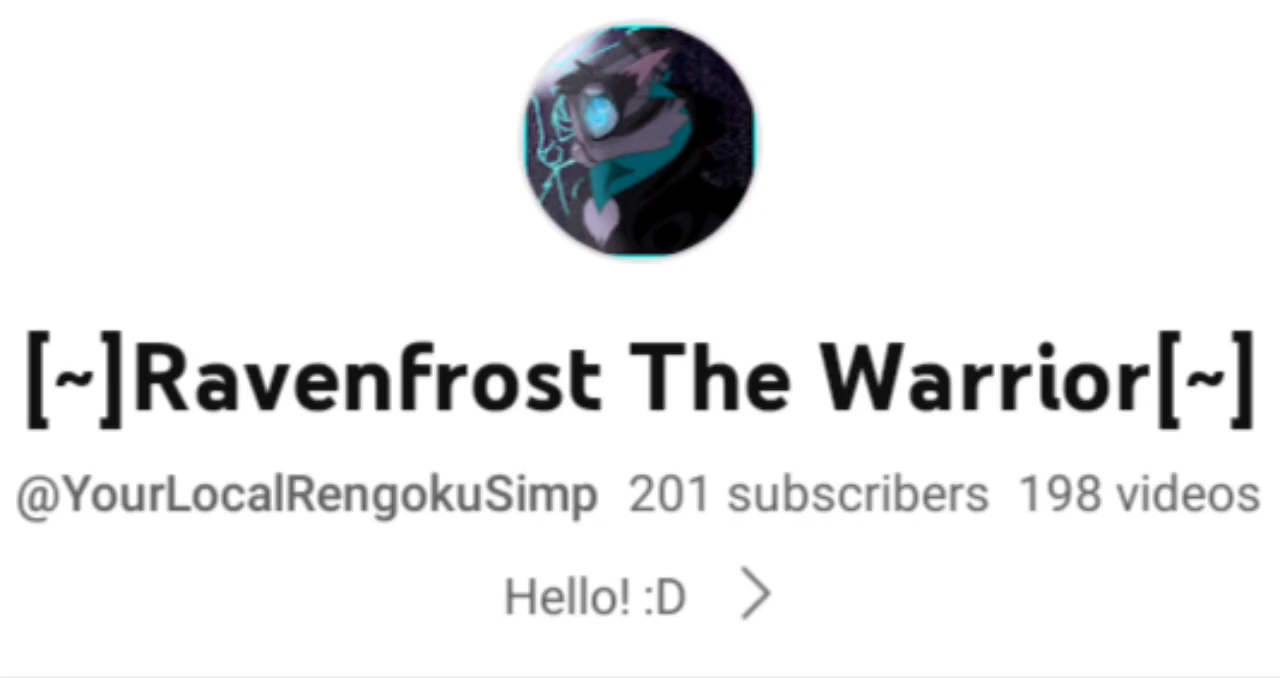 [~]Ravenfrost The Warrior[~]
@YourLocalRengokuSimp 201 subscribers 198 videos
Hello! :D